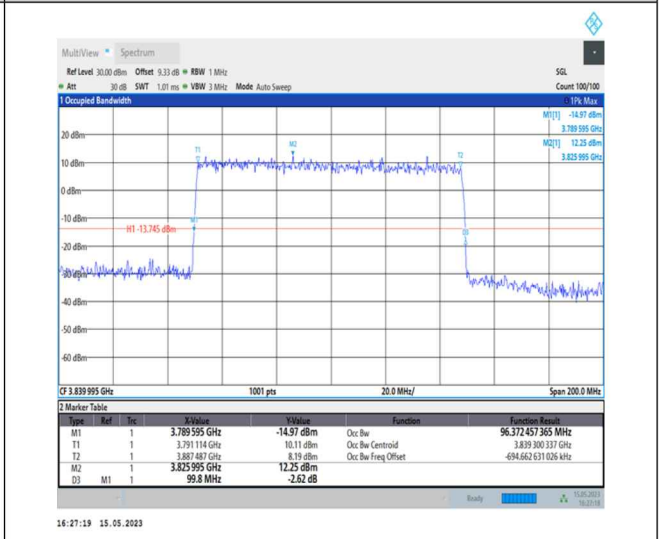 MultiView Spectrum
Ref Level 30.00 dBm Offset 9.33 dB RBW 1 MHz SGL
Att 30 dB SWT 1.01 ms VBW 3 MHz Mode Auto Sweep Count 100/100
1 Occupied Bandwidth 1Pk Max
M1[1] -14.97 dBm
3.789 595 GHz
M2[1] 12.25 dBm
3.825 995 GHz
20 dBm
T1
M2
T2
10 dBm
0 dBm
-10 dBm
H1 -13.745 dBm
M1
D3
-20 dBm
-30 dBm
-40 dBm
-50 dBm
-60 dBm
CF 3.839 995 GHz 1001 pts 20.0 MHz/ Span 200.0 MHz
2 Marker Table
Type Ref Trc X-Value Y-Value Function Function Result
M1 1 3.789 595 GHz -14.97 dBm Occ Bw 96.372 457 365 MHz
T1 1 3.791 114 GHz 10.11 dBm Occ Bw Centroid 3.839 300 337 GHz
T2 1 3.887 487 GHz 8.19 dBm Occ Bw Freq Offset -694.662 631 026 kHz
M2 1 3.825 995 GHz 12.25 dBm
D3 M1 1 99.8 MHz -2.62 dB
Ready 15.05.2023
16:27:18
16:27:19 15.05.2023